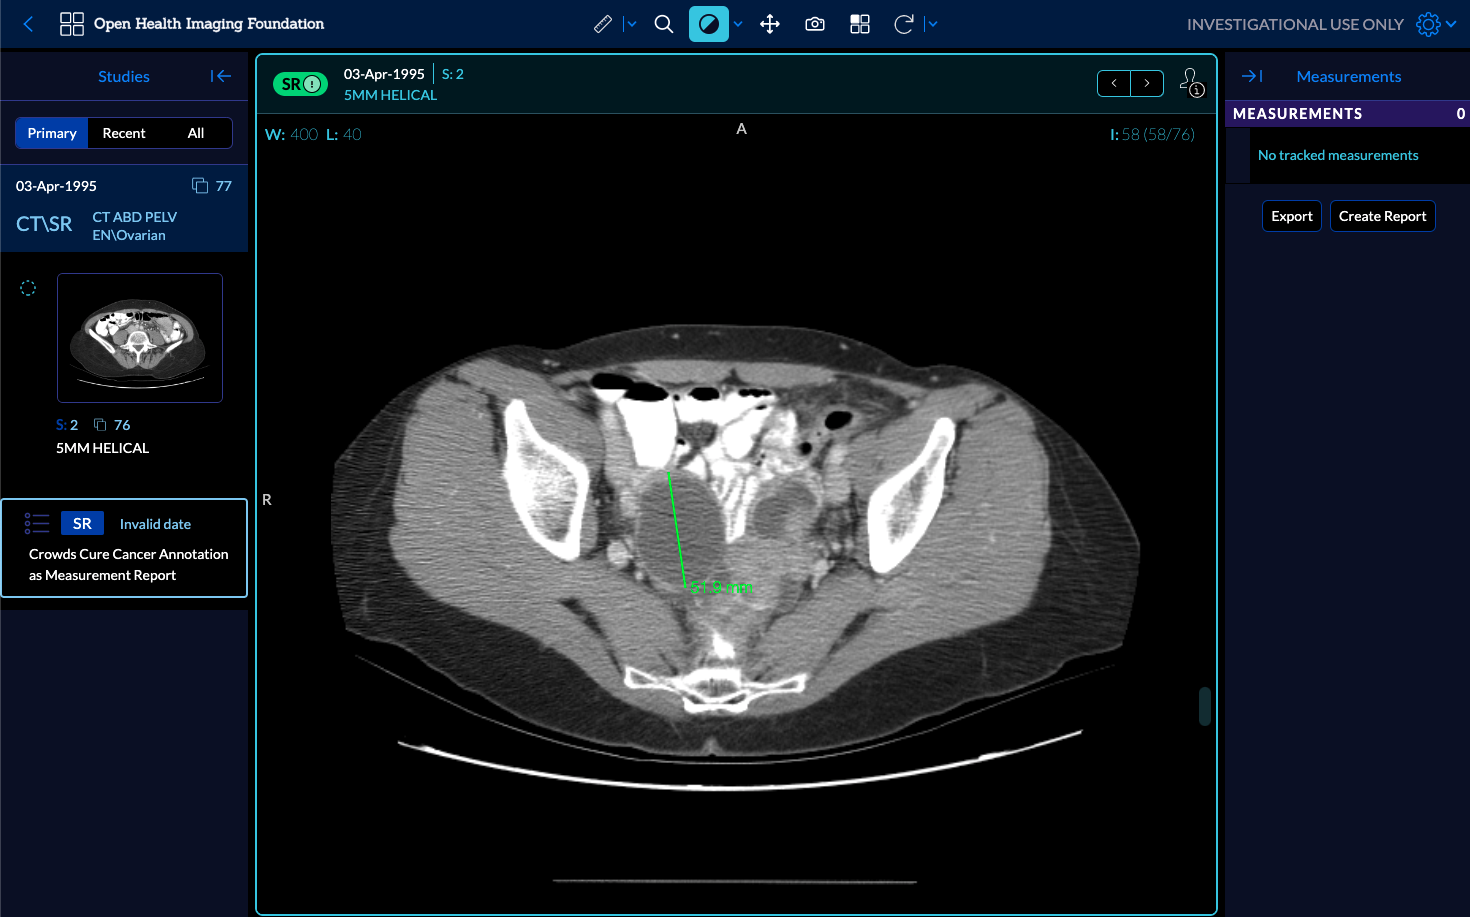 Open Health Imaging Foundation
INVESTIGATIONAL USE ONLY
Studies
Primary Recent All
03-Apr-1995 77
CT\SR CT ABD PELV
EN\Ovarian
S: 2 76
5MM HELICAL
SR Invalid date
Crowds Cure Cancer Annotation
as Measurement Report
SR 03-Apr-1995 S: 2
5MM HELICAL
W: 400 L: 40
A
I: 58 (58/76)
R
51.9 mm
Measurements
MEASUREMENTS 0
No tracked measurements
Export Create Report